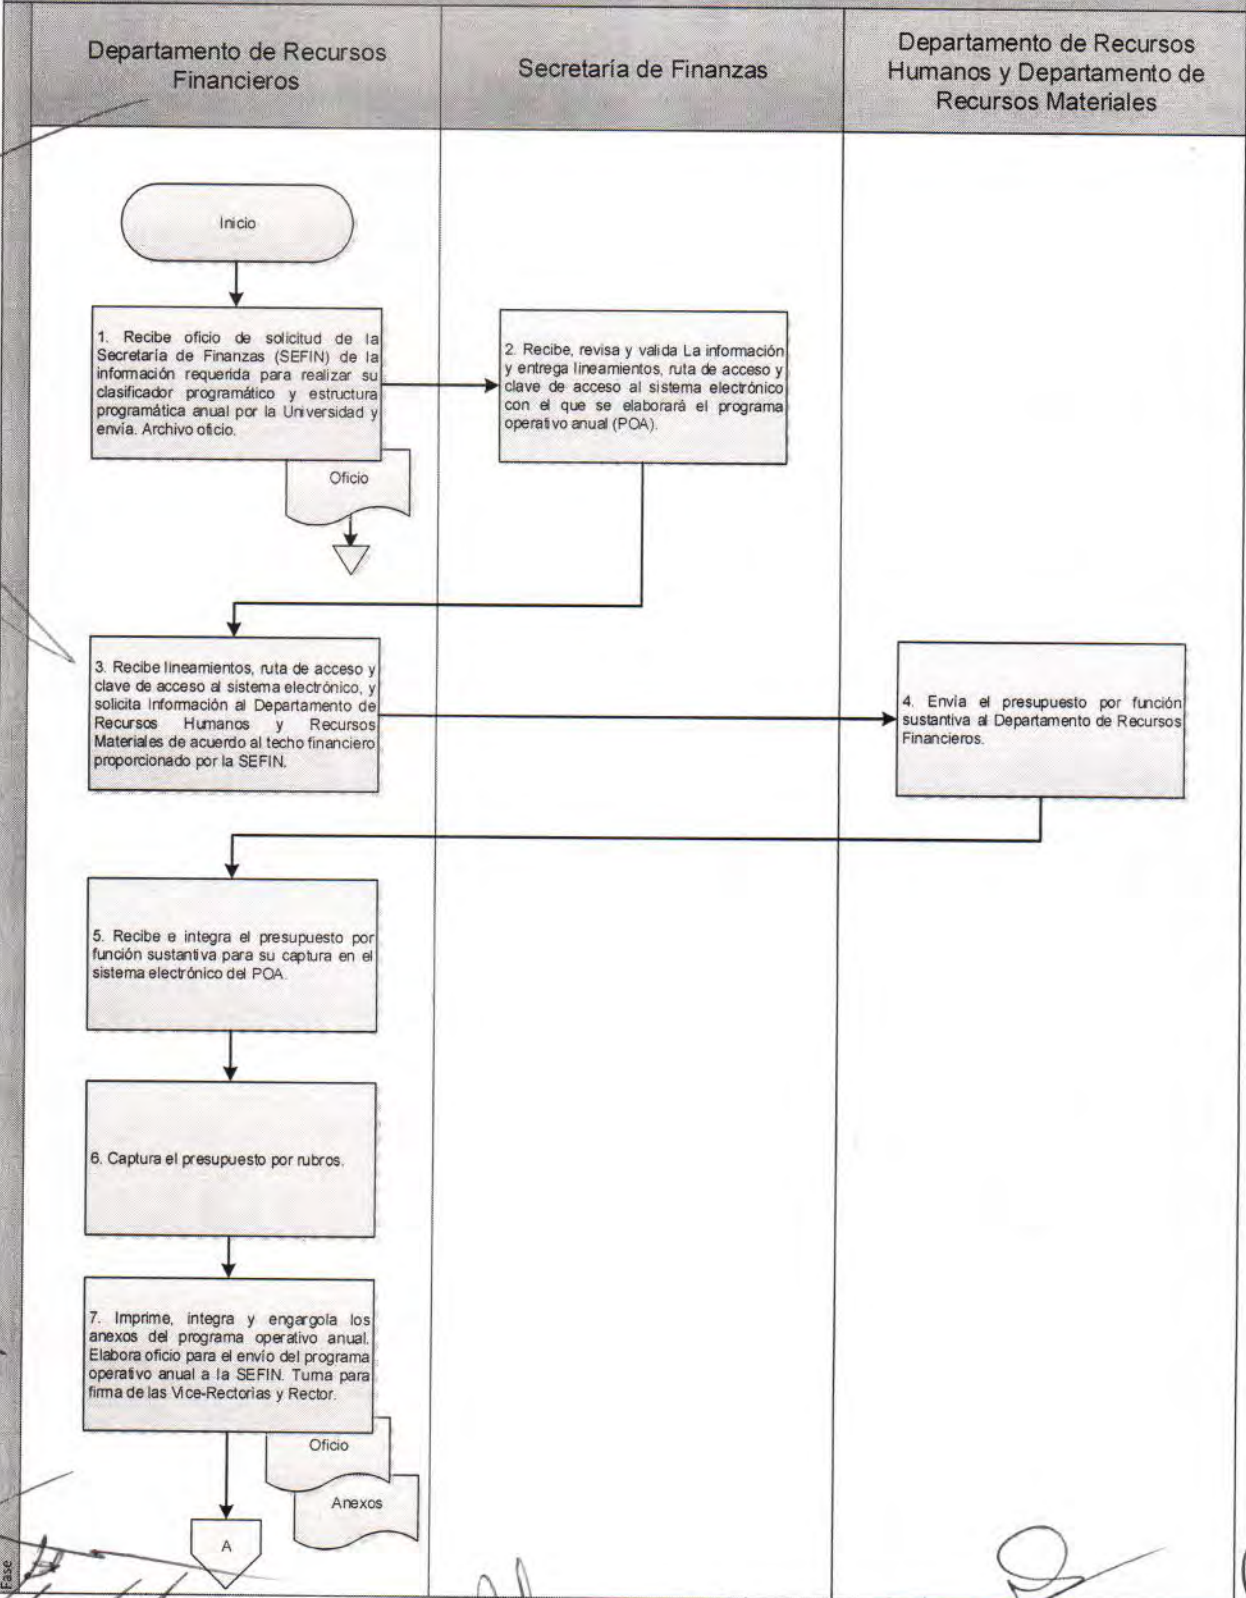 Departamento de Recursos
Financieros
Secretaría de Finanzas
Departamento de Recursos
Humanos y Departamento de
Recursos Materiales
Inicio
1. Recibe oficio de solicitud de la
Secretaría de Finanzas (SEFIN) de la
información requerida para realizar su
clasificador programático y estructura
programática anual por la Universidad y
envía. Archivo oficio.
Oficio
2. Recibe, revisa y valida La información
y entrega lineamientos, ruta de acceso y
clave de acceso al sistema electrónico
con el que se elaborará el programa
operativo anual (POA).
3. Recibe lineamientos, ruta de acceso y
clave de acceso al sistema electrónico, y
solicita Información al Departamento de
Recursos Humanos y Recursos
Materiales de acuerdo al techo financiero
proporcionado por la SEFIN.
4. Envía el presupuesto por función
sustantiva al Departamento de Recursos
Financieros.
5. Recibe e integra el presupuesto por
función sustantiva para su captura en el
sistema electrónico del POA.
6. Captura el presupuesto por rubros.
7. Imprime, integra y engargola los
anexos del programa operativo anual.
Elabora oficio para el envío del programa
operativo anual a la SEFIN. Turna para
firma de las Vice-Rectorias y Rector.
Oficio
Anexos
A
Fase